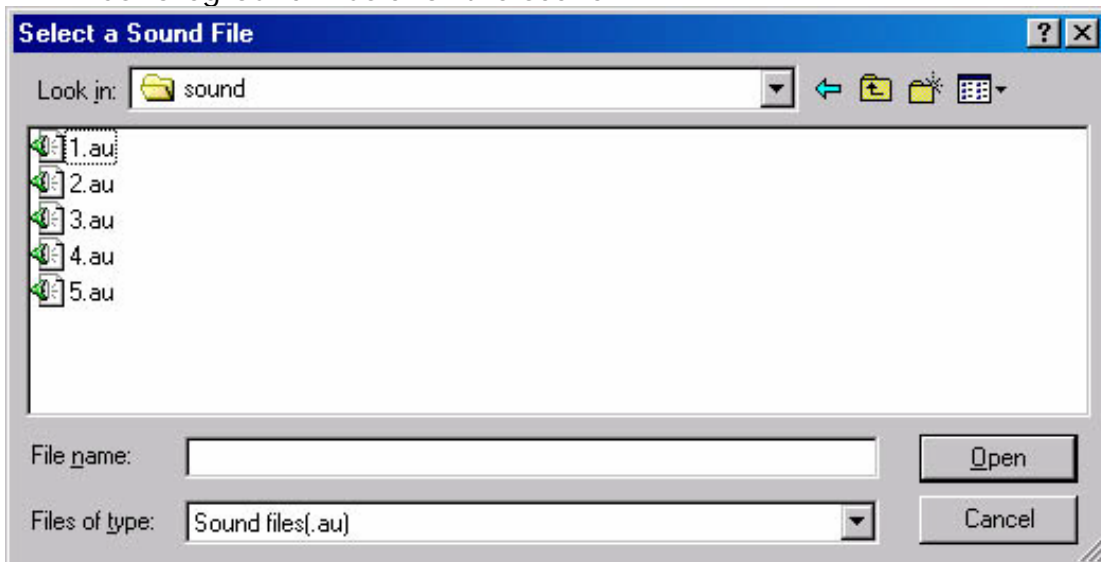 Select a Sound File
Look in: sound
1.au
2.au
3.au
4.au
5.au
File name: Open
Files of type: Sound files(.au) Cancel